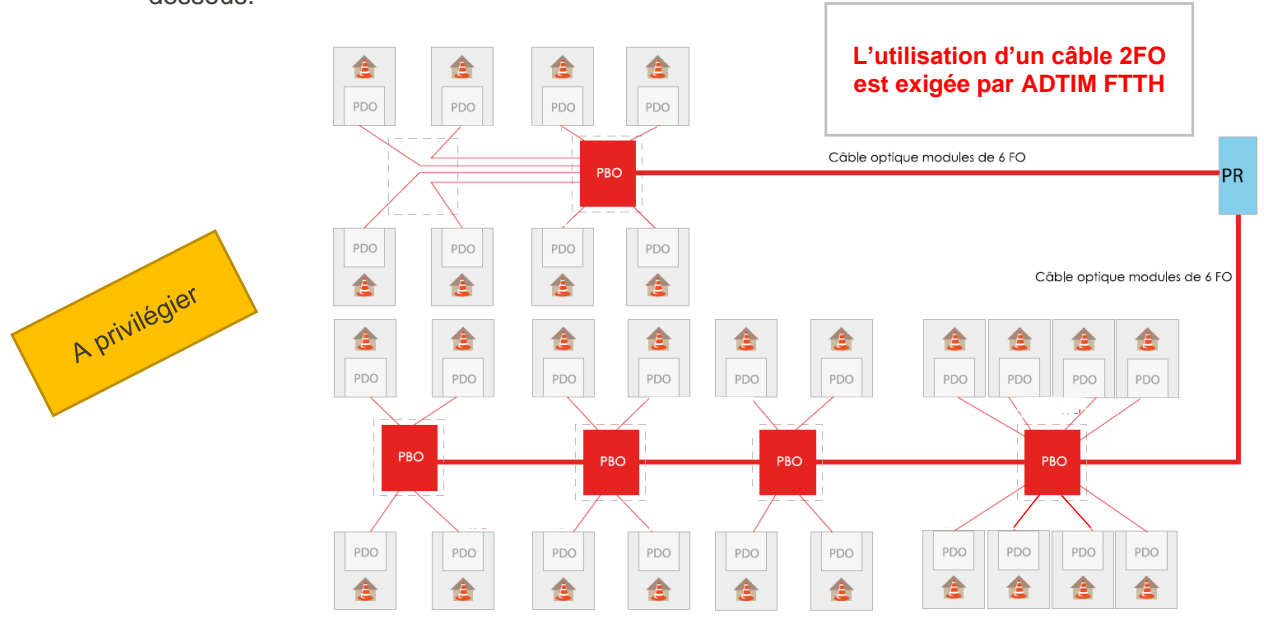 dessous.
L’utilisation d’un câble 2FO
est exigée par ADTIM FTTH
PDO PDO PDO PDO
Câble optique modules de 6 FO
PBO
PR
PDO PDO PDO PDO
Câble optique modules de 6 FO
A privilégier
PDO PDO PDO PDO PDO PDO PDO PDO PDO PDO
PBO PBO PBO PBO
PDO PDO PDO PDO PDO PDO PDO PDO PDO PDO